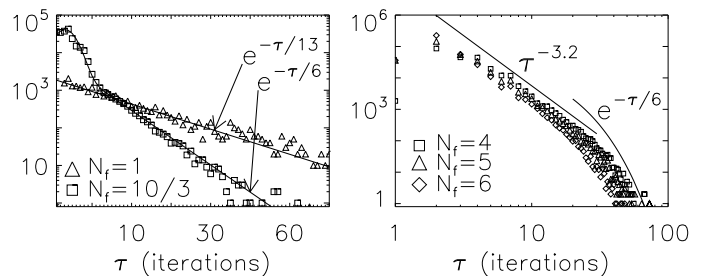 10^5
10^3
10
e^{-τ/13}
e^{-τ/6}
△ N_f=1
□ N_f=10/3
10 30 40 60
τ (iterations)
10^6
10^3
1
τ^{-3.2}
e^{-τ/6}
□ N_f=4
△ N_f=5
◇ N_f=6
1 10 100
τ (iterations)